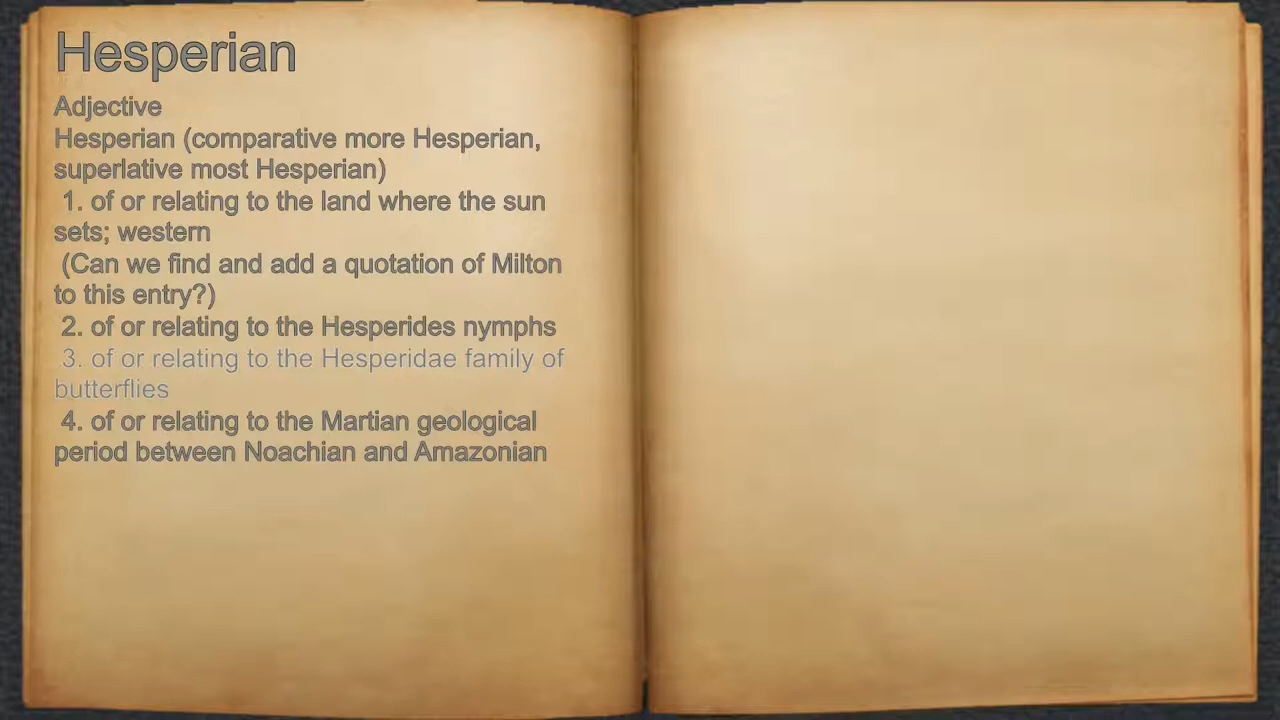 Hesperian
Adjective
Hesperian (comparative more Hesperian,
superlative most Hesperian)
1. of or relating to the land where the sun
sets; western
(Can we find and add a quotation of Milton
to this entry?)
2. of or relating to the Hesperides nymphs
3. of or relating to the Hesperidae family of
butterflies
4. of or relating to the Martian geological
period between Noachian and Amazonian